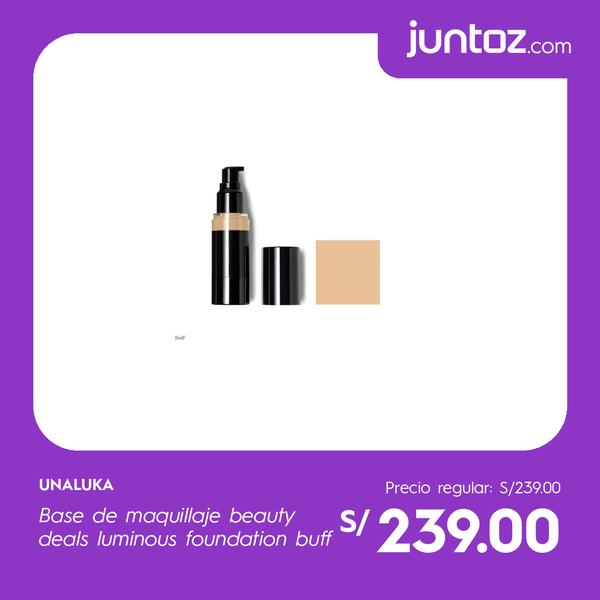 juntoz.com
Buff
UNALUKA
Precio regular: S/239.00
Base de maquillaje beauty
deals luminous foundation buff
S/ 239.00